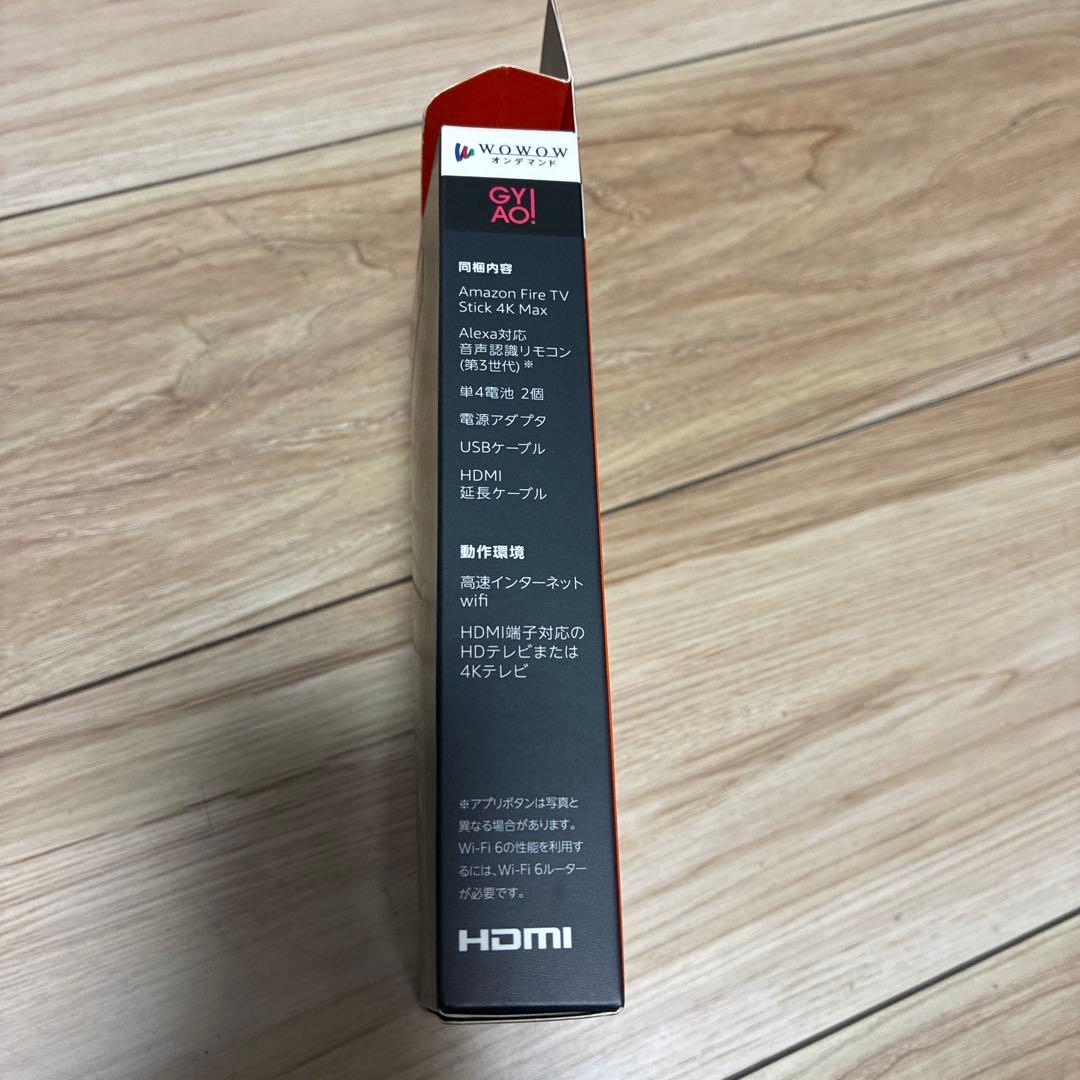 WOWOW
オンデマンド
GY
AO!
同梱内容
Amazon Fire TV
Stick 4K Max
Alexa対応
音声認識リモコン
(第3世代)※
単4電池 2個
電源アダプタ
USBケーブル
HDMI
延長ケーブル
動作環境
高速インターネット
wifi
HDMI端子対応の
HDテレビまたは
4Kテレビ
※アプリボタンは写真と
異なる場合があります。
Wi-Fi 6の性能を利用す
るには、Wi-Fi 6ルーター
が必要です。
HDMI